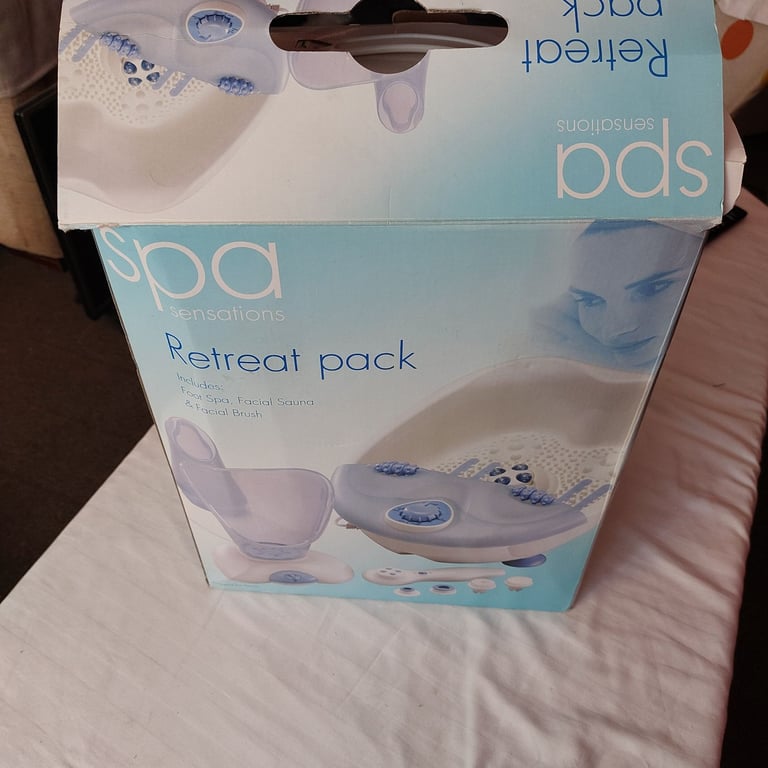 Retreat
pack
spa
sensations
spa
sensations
Retreat pack
Includes:
Foot Spa, Facial Sauna
& Facial Brush